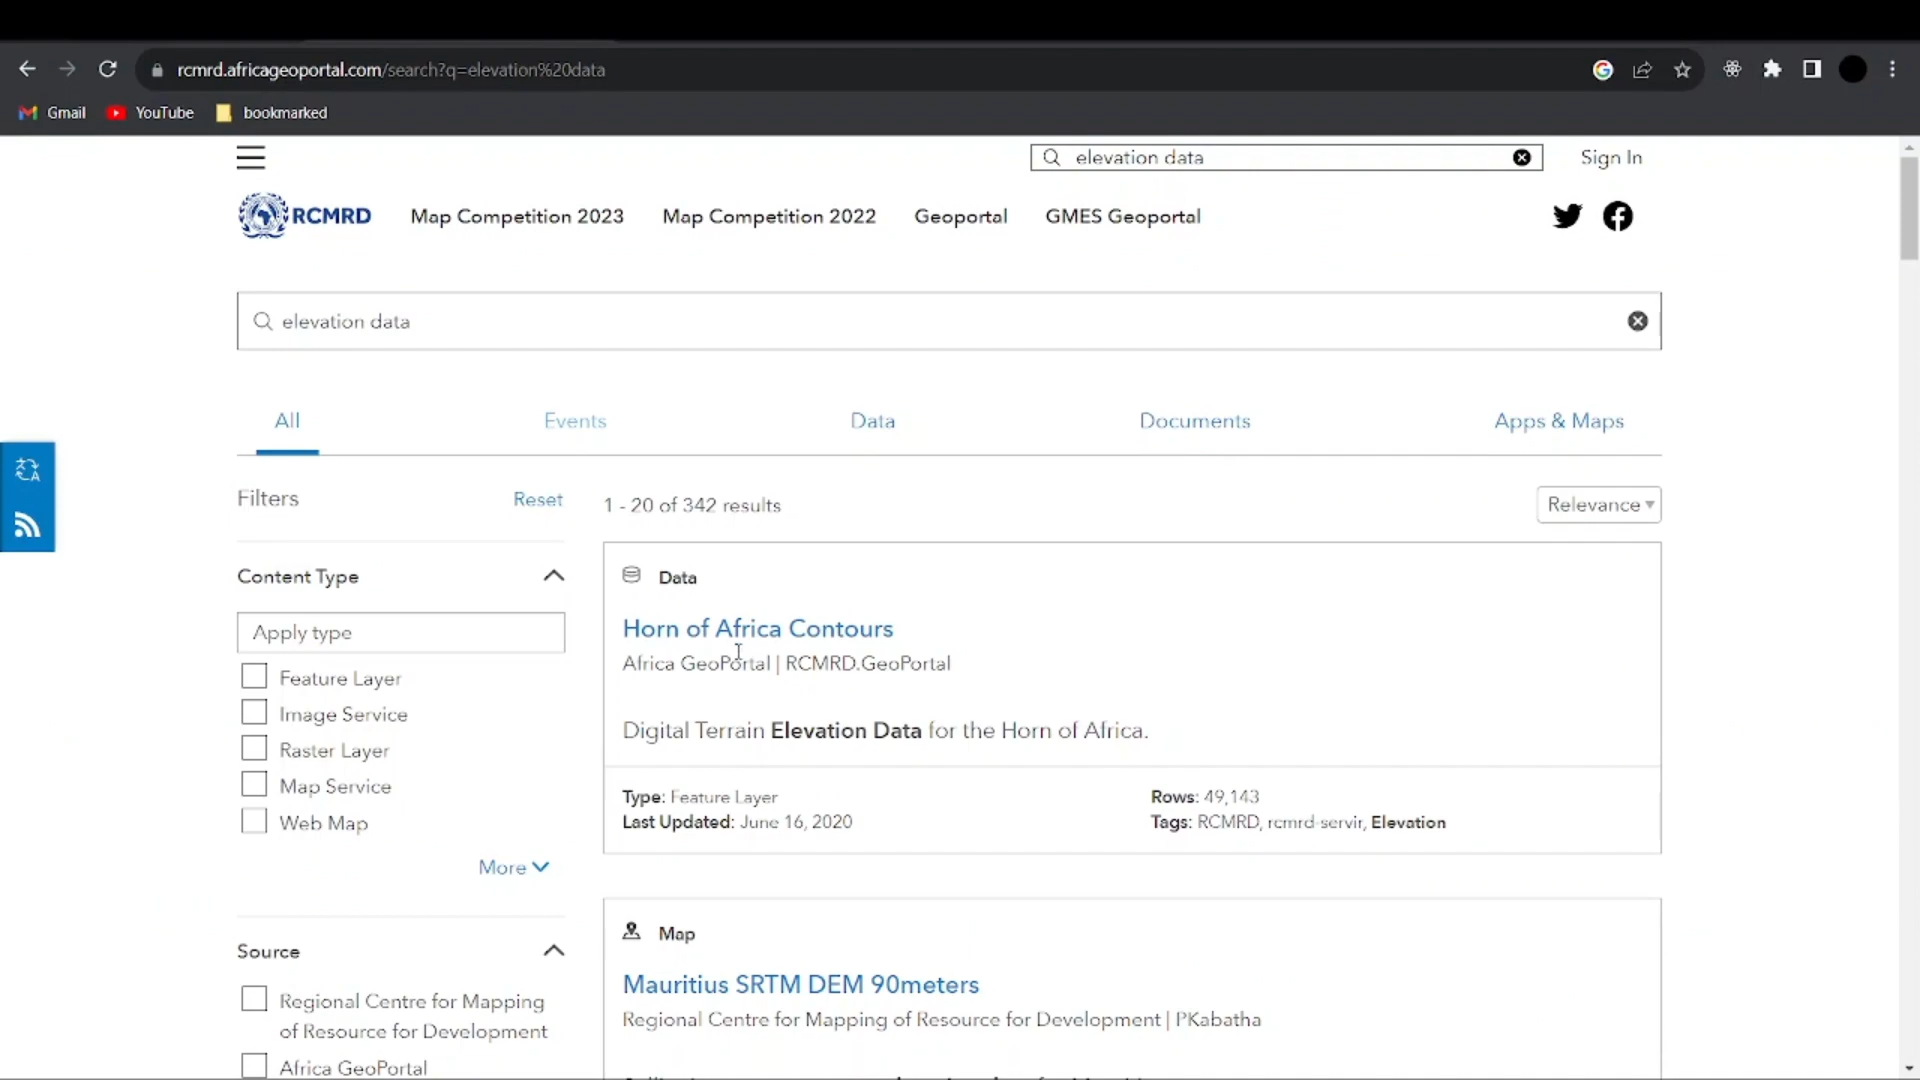 rcmrd.africageoportal.com/search?q=elevation%20data
Gmail YouTube bookmarked
elevation data Sign In
RCMRD Map Competition 2023 Map Competition 2022 Geoportal GMES Geoportal
elevation data
All Events Data Documents Apps & Maps
Filters Reset
1 - 20 of 342 results Relevance
Content Type
Apply type
Feature Layer
Image Service
Raster Layer
Map Service
Web Map
More
Source
Regional Centre for Mapping
of Resource for Development
Africa GeoPortal
Data
Horn of Africa Contours
Africa GeoPortal | RCMRD.GeoPortal
Digital Terrain Elevation Data for the Horn of Africa.
Type: Feature Layer Rows: 49,143
Last Updated: June 16, 2020 Tags: RCMRD, rcmrd-servir, Elevation
Map
Mauritius SRTM DEM 90meters
Regional Centre for Mapping of Resource for Development | PKabatha